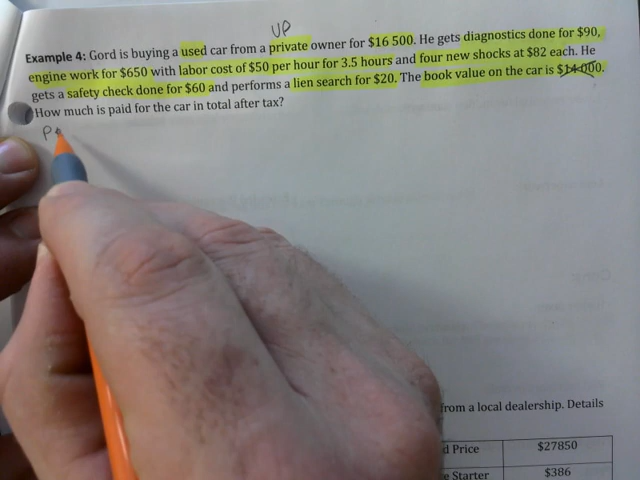 UP
Example 4: Gord is buying a used car from a private owner for $16 500. He gets diagnostics done for $90,
engine work for $650 with labor cost of $50 per hour for 3.5 hours and four new shocks at $82 each. He
gets a safety check done for $60 and performs a lien search for $20. The book value on the car is $14 000.
How much is paid for the car in total after tax?
P
from a local dealership. Details
d Price $27850
e Starter $386